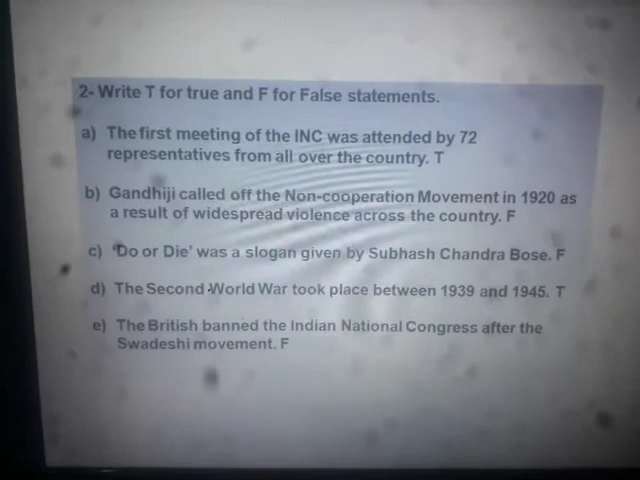 2- Write T for true and F for False statements.
a) The first meeting of the INC was attended by 72
representatives from all over the country. T
b) Gandhiji called off the Non-cooperation Movement in 1920 as
a result of widespread violence across the country. F
c) 'Do or Die' was a slogan given by Subhash Chandra Bose. F
d) The Second World War took place between 1939 and 1945. T
e) The British banned the Indian National Congress after the
Swadeshi movement. F